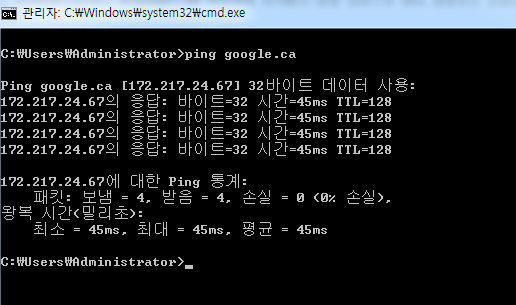 관리자: C:₩Windows₩system32₩cmd.exe
C:₩Users₩Administrator>ping google.ca
Ping google.ca [172.217.24.67] 32바이트 데이터 사용:
172.217.24.67의 응답: 바이트=32 시간=45ms TTL=128
172.217.24.67의 응답: 바이트=32 시간=45ms TTL=128
172.217.24.67의 응답: 바이트=32 시간=45ms TTL=128
172.217.24.67의 응답: 바이트=32 시간=45ms TTL=128
172.217.24.67에 대한 Ping 통계:
패킷: 보냄 = 4, 받음 = 4, 손실 = 0 (0% 손실),
왕복 시간(밀리초):
최소 = 45ms, 최대 = 45ms, 평균 = 45ms
C:₩Users₩Administrator>_